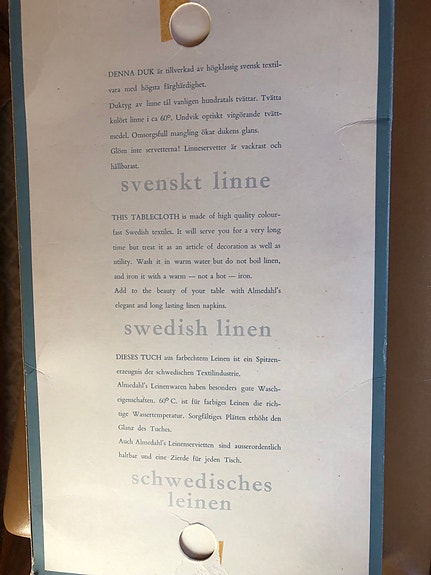 DENNA DUK är tillverkad av högklassig svensk textil-
vara med högsta färghärdighet.
Duktyg av linne tål vanligen hundratals tvättar. Tvätta
kulört linne i ca 60°. Undvik optiskt vitgörande tvätt-
medel. Omsorgsfull mangling ökar dukens glans.
Glöm inte servetterna! Linneservetter är vackrast och
hållbarast.
svenskt linne
THIS TABLECLOTH is made of high quality colour-
fast Swedish textiles. It will serve you for a very long
time but treat it as an article of decoration as well as
utility. Wash it in warm water but do not boil linen,
and iron it with a warm — not a hot — iron.
Add to the beauty of your table with Almedahl's
elegant and long lasting linen napkins.
swedish linen
DIESES TUCH aus farbechtem Leinen ist ein Spitzen-
erzeugnis der schwedischen Textilindustrie.
Almedahl's Leinenwaren haben besonders gute Wasch-
eigenschaften. 60° C. ist für farbiges Leinen die rich-
tige Wassertemperatur. Sorgfältiges Plätten erhöht den
Glanz des Tuches.
Auch Almedahl's Leinenservietten sind ausserordentlich
haltbar und eine Zierde für jeden Tisch.
schwedisches
leinen